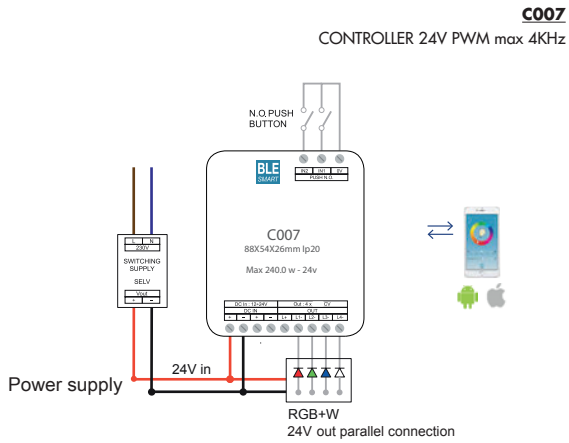 C007
CONTROLLER 24V PWM max 4KHz
N.O. PUSH
BUTTON
IN2 IN1 0V
PUSH N.O.
BLE
SMART
C007
88X54X26mm Ip20
Max 240.0 w - 24v
L N
230V
SWITCHING
SUPPLY
SELV
Vout
+ -
DC in : 12÷24V Out : 4 x CV
DC IN OUT
+ - + - L+ L1- L2- L3- L4-
24V in
Power supply
RGB+W
24V out parallel connection